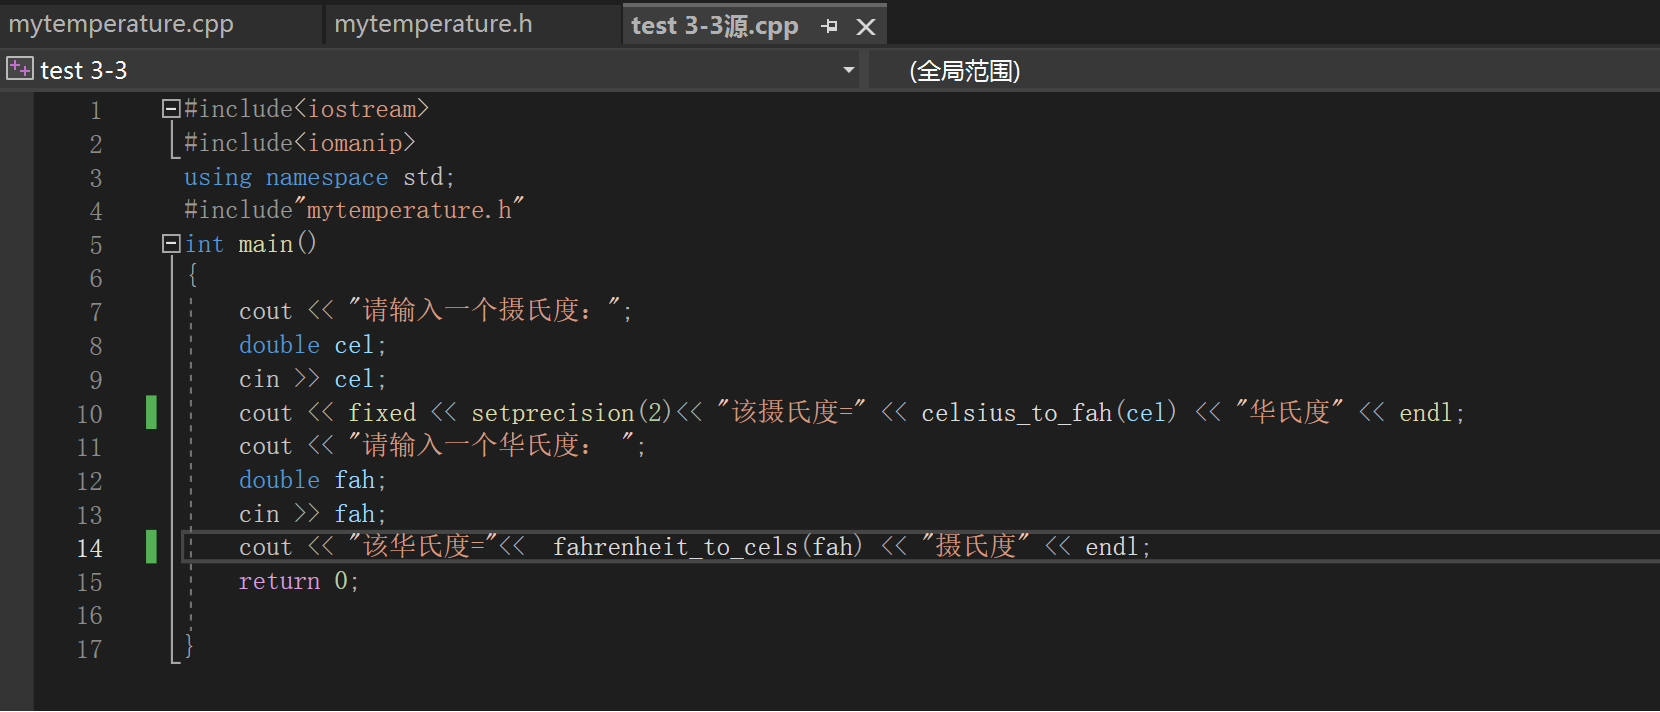 mytemperature.cpp mytemperature.h test 3-3源.cpp
test 3-3 (全局范围)
1 #include<iostream>
2 #include<iomanip>
3 using namespace std;
4 #include"mytemperature.h"
5 int main()
6 {
7 cout << "请输入一个摄氏度：";
8 double cel;
9 cin >> cel;
10 cout << fixed << setprecision(2)<< "该摄氏度=" << celsius_to_fah(cel) << "华氏度" << endl;
11 cout << "请输入一个华氏度： ";
12 double fah;
13 cin >> fah;
14 cout << "该华氏度="<<  fahrenheit_to_cels(fah) << "摄氏度" << endl;
15 return 0;
16
17 }